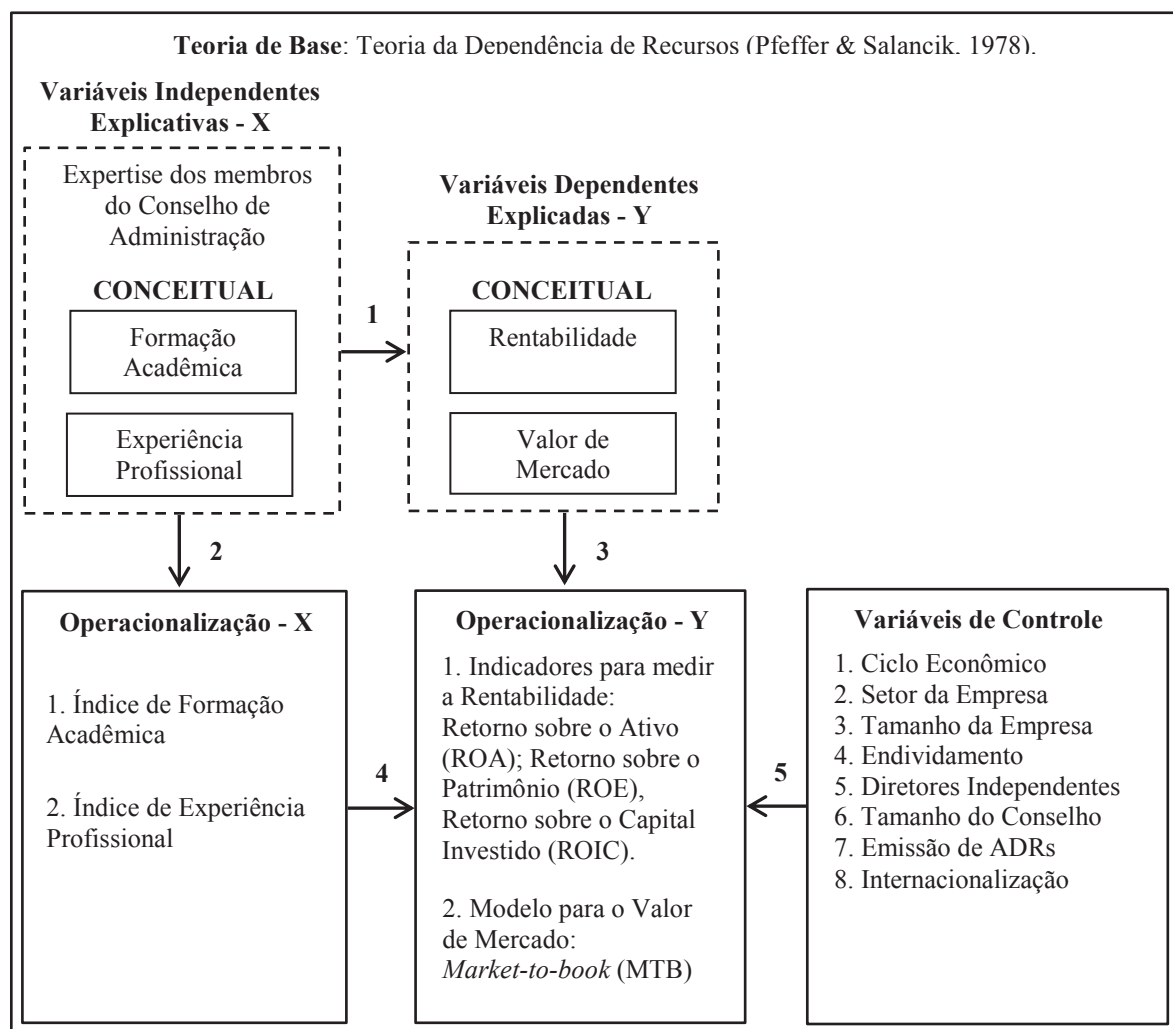 Teoria de Base: Teoria da Dependência de Recursos (Pfeffer & Salancik, 1978).
Variáveis Independentes
Explicativas - X
Expertise dos membros
do Conselho de
Administração
CONCEITUAL
Formação
Acadêmica
Experiência
Profissional
1
Variáveis Dependentes
Explicadas - Y
CONCEITUAL
Rentabilidade
Valor de
Mercado
2
3
Operacionalização - X
1. Índice de Formação
Acadêmica
2. Índice de Experiência
Profissional
4
Operacionalização - Y
1. Indicadores para medir
a Rentabilidade:
Retorno sobre o Ativo
(ROA); Retorno sobre o
Patrimônio (ROE),
Retorno sobre o Capital
Investido (ROIC).
2. Modelo para o Valor
de Mercado:
Market-to-book (MTB)
5
Variáveis de Controle
1. Ciclo Econômico
2. Setor da Empresa
3. Tamanho da Empresa
4. Endividamento
5. Diretores Independentes
6. Tamanho do Conselho
7. Emissão de ADRs
8. Internacionalização